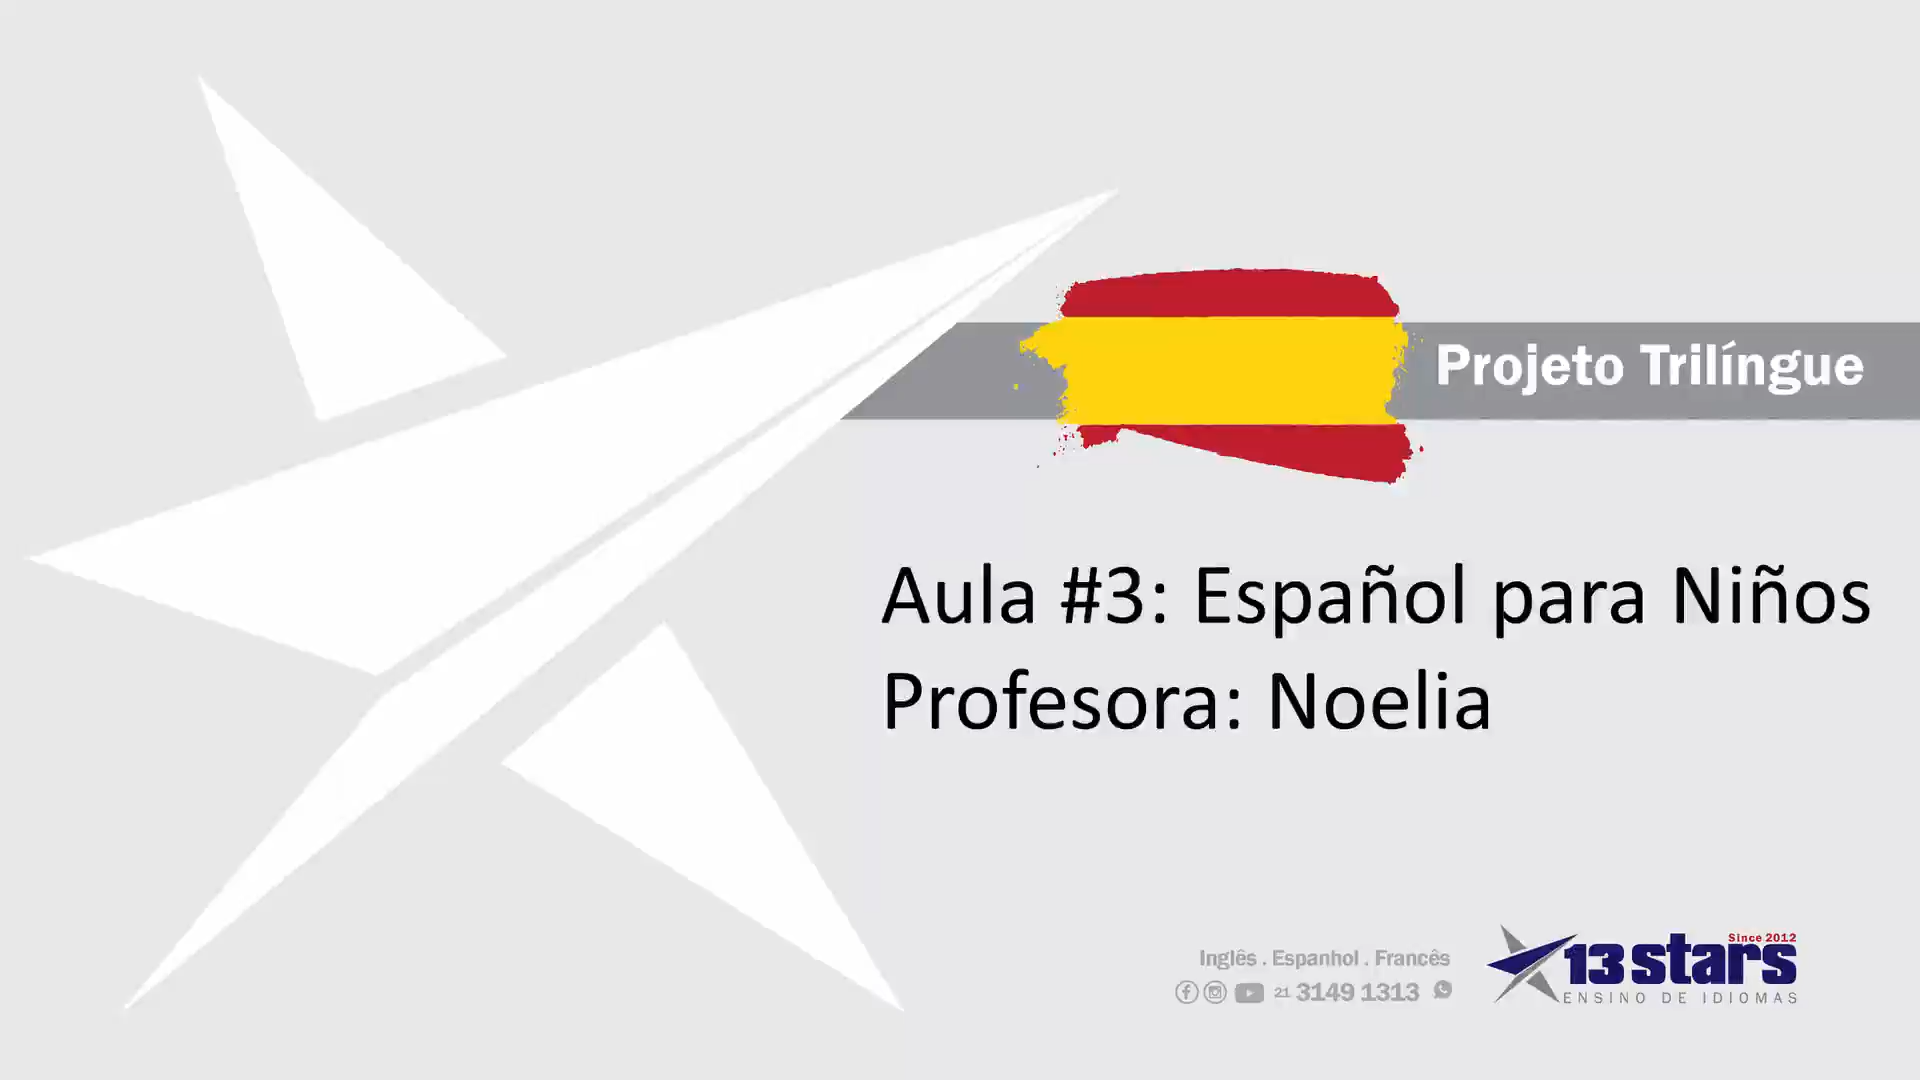 Projeto Trilíngue
Aula #3: Español para Niños
Profesora: Noelia
Inglês . Espanhol . Francês
21 3149 1313
Since 2012
13 stars
ENSINO DE IDIOMAS